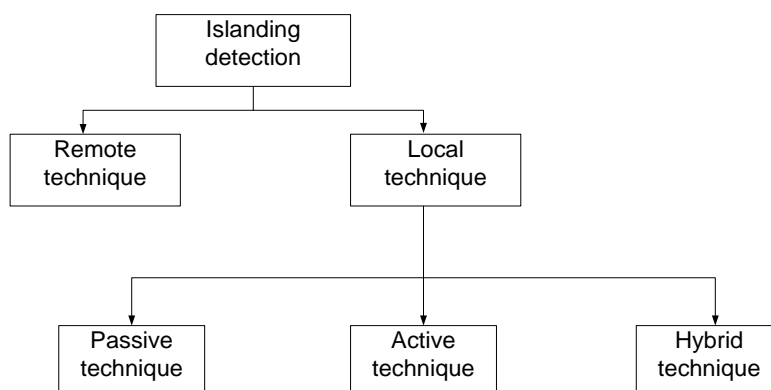 Islanding
detection
Remote
technique
Local
technique
Passive
technique
Active
technique
Hybrid
technique